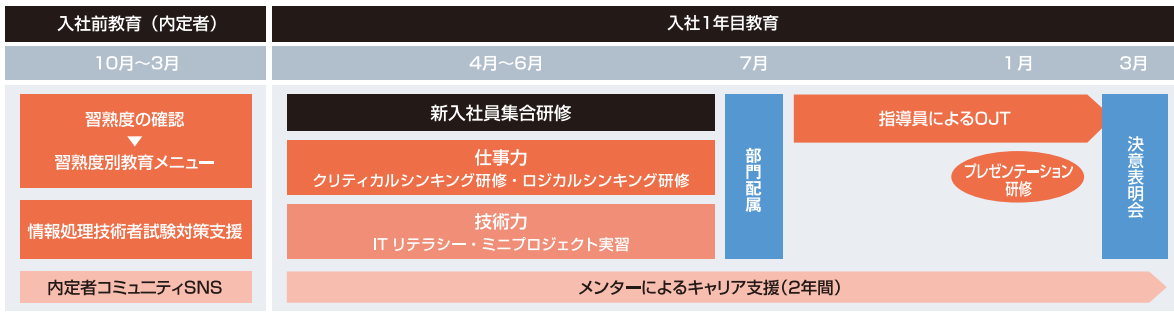 入社前教育（内定者）
10月〜3月
習熟度の確認
習熟度別教育メニュー
情報処理技術者試験対策支援
内定者コミュニティSNS
入社1年目教育
4月〜6月
7月
1月
3月
新入社員集合研修
仕事力
クリティカルシンキング研修・ロジカルシンキング研修
技術力
ITリテラシー・ミニプロジェクト実習
部門配属
指導員によるOJT
プレゼンテーション
研修
決意表明会
メンターによるキャリア支援（2年間）